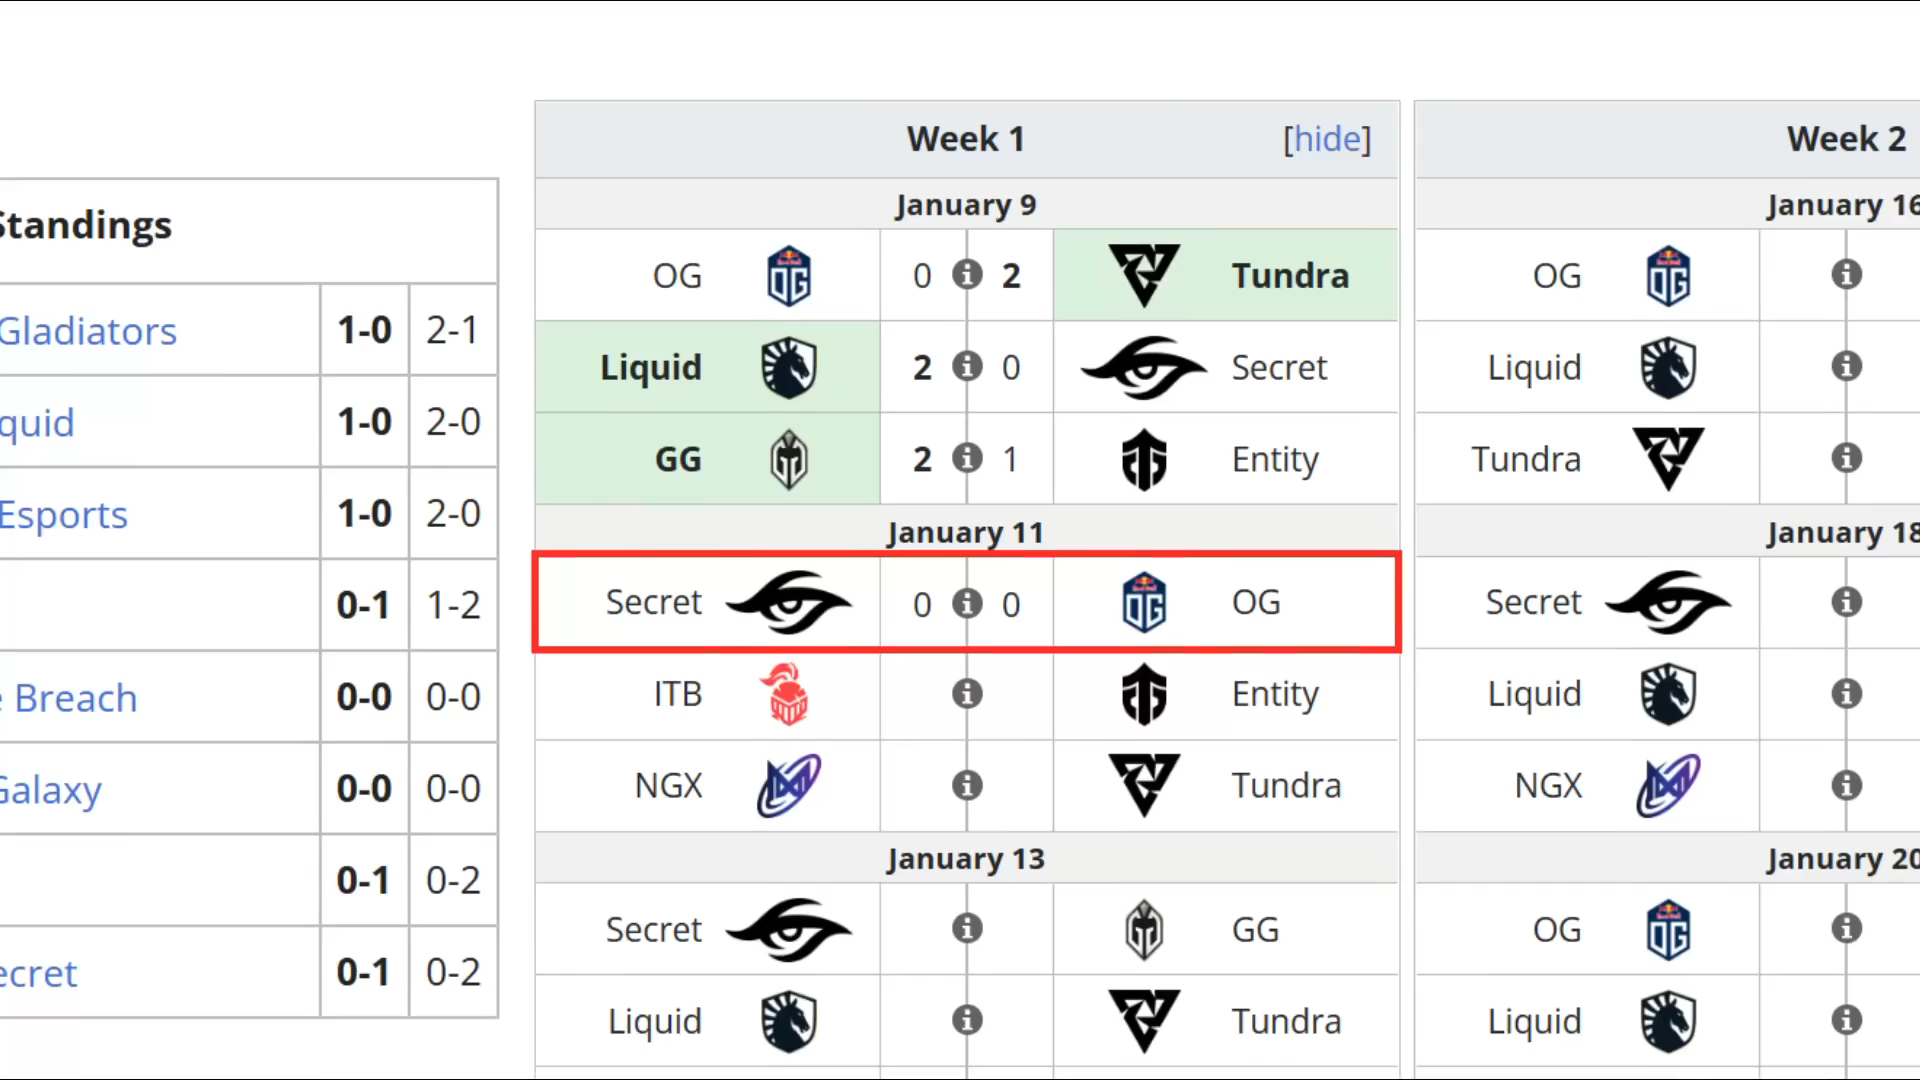 Standings
Gladiators 1-0 2-1
quid 1-0 2-0
Esports 1-0 2-0
0-1 1-2
e Breach 0-0 0-0
Galaxy 0-0 0-0
0-1 0-2
ecret 0-1 0-2
Week 1 [hide]
January 9
OG OG 0 2 Tundra
Liquid 2 0 Secret
GG 2 1 Entity
January 11
Secret 0 0 OG OG
ITB Entity
NGX Tundra
January 13
Secret GG
Liquid Tundra
Week 2
January 16
OG OG
Liquid
Tundra
January 18
Secret
Liquid
NGX
January 20
OG OG
Liquid